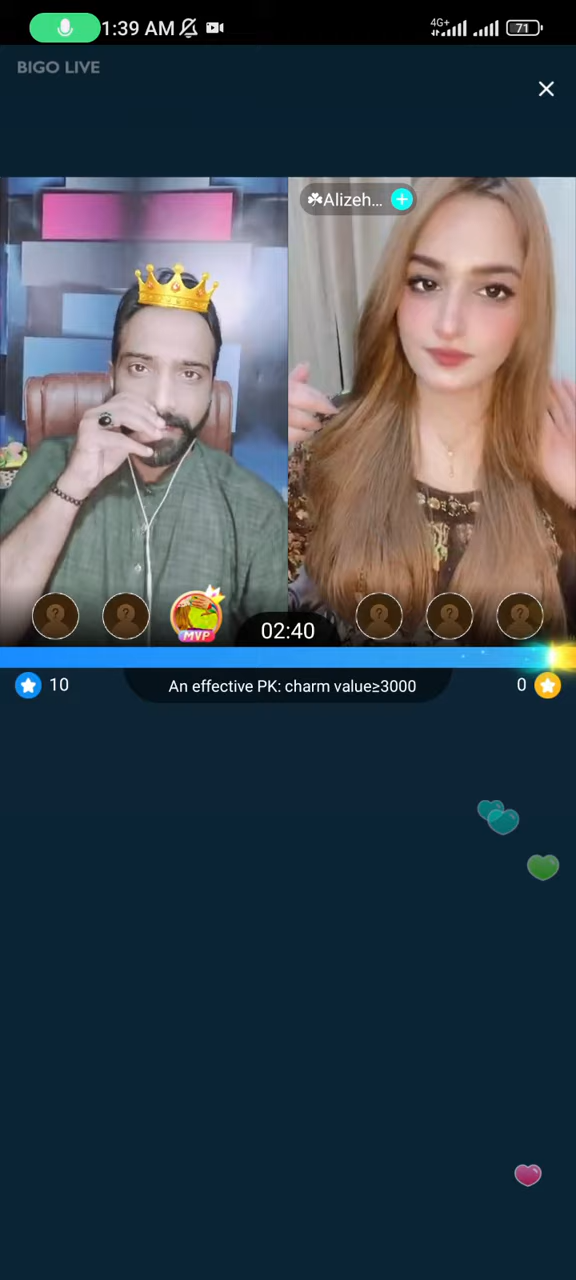 1:39 AM 4G+ 71
BIGO LIVE
☘Alizeh...
MVP
02:40
10 An effective PK: charm value≥3000 0